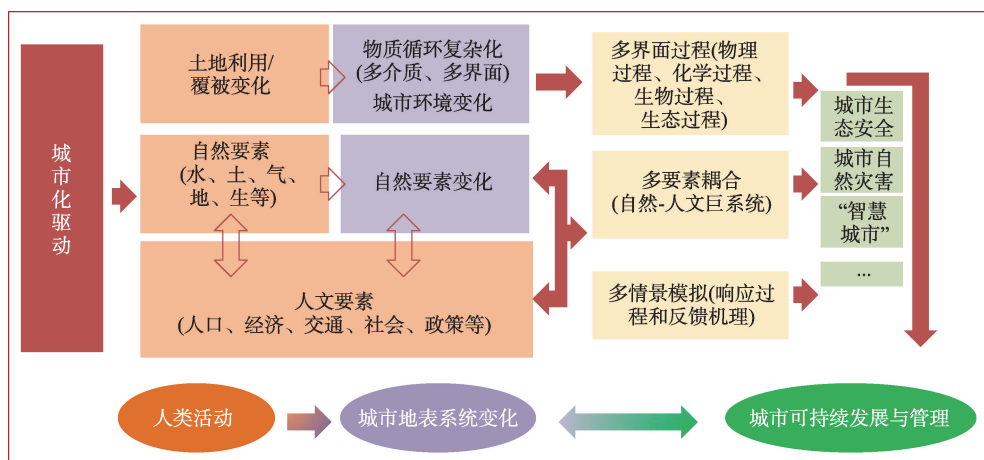 城市化驱动
土地利用/
覆被变化
物质循环复杂化
(多介质、多界面)
城市环境变化
多界面过程(物理
过程、化学过程、
生物过程、
生态过程)
城市生
态安全
自然要素
(水、土、气、
地、生等)
自然要素变化
多要素耦合
(自然-人文巨系统)
城市自
然灾害
“智慧
城市”
人文要素
(人口、经济、交通、社会、政策等)
多情景模拟(响应过
程和反馈机理)
...
人类活动
城市地表系统变化
城市可持续发展与管理